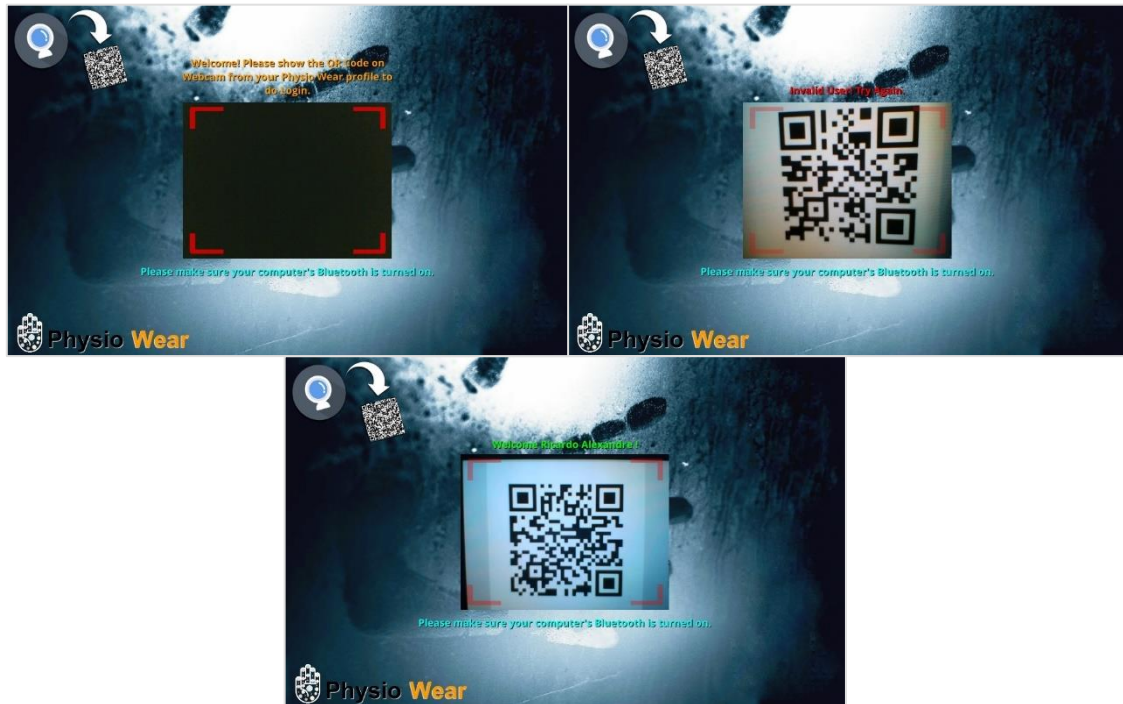 Welcome! Please show the QR code on
Webcam from your Physio Wear profile to
do Login.
Please make sure your computer's Bluetooth is turned on.
Physio Wear
Invalid User! Try Again.
Please make sure your computer's Bluetooth is turned on.
Physio Wear
Welcome Ricardo Alexandre !
Please make sure your computer's Bluetooth is turned on.
Physio Wear